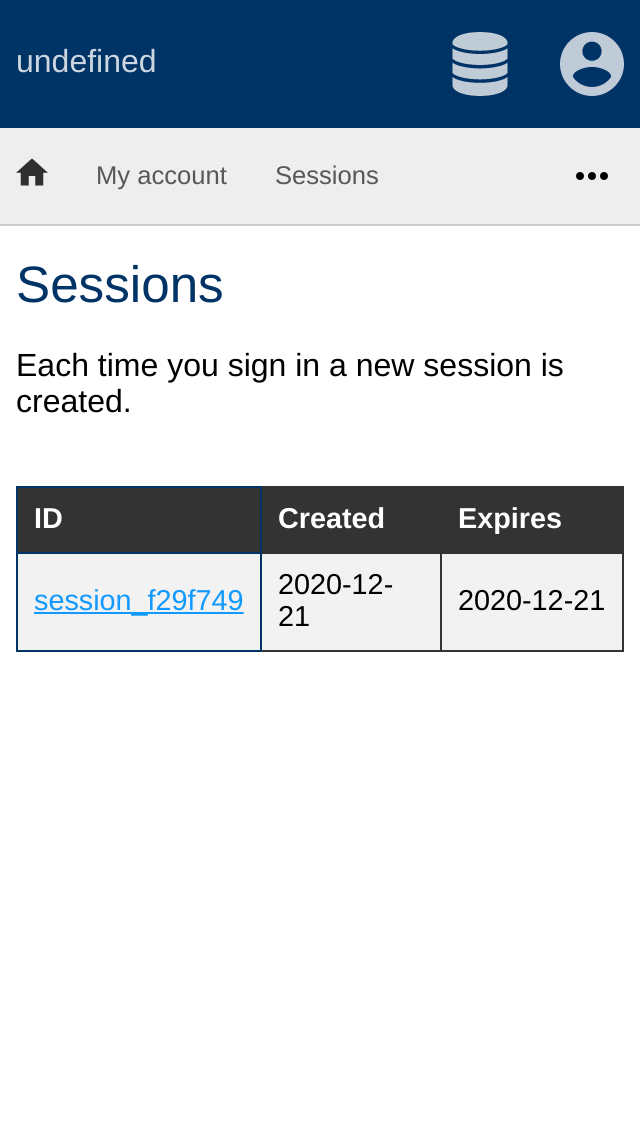 undefined
My account Sessions
Sessions
Each time you sign in a new session is
created.
ID Created Expires
session_f29f749 2020-12-
21 2020-12-21